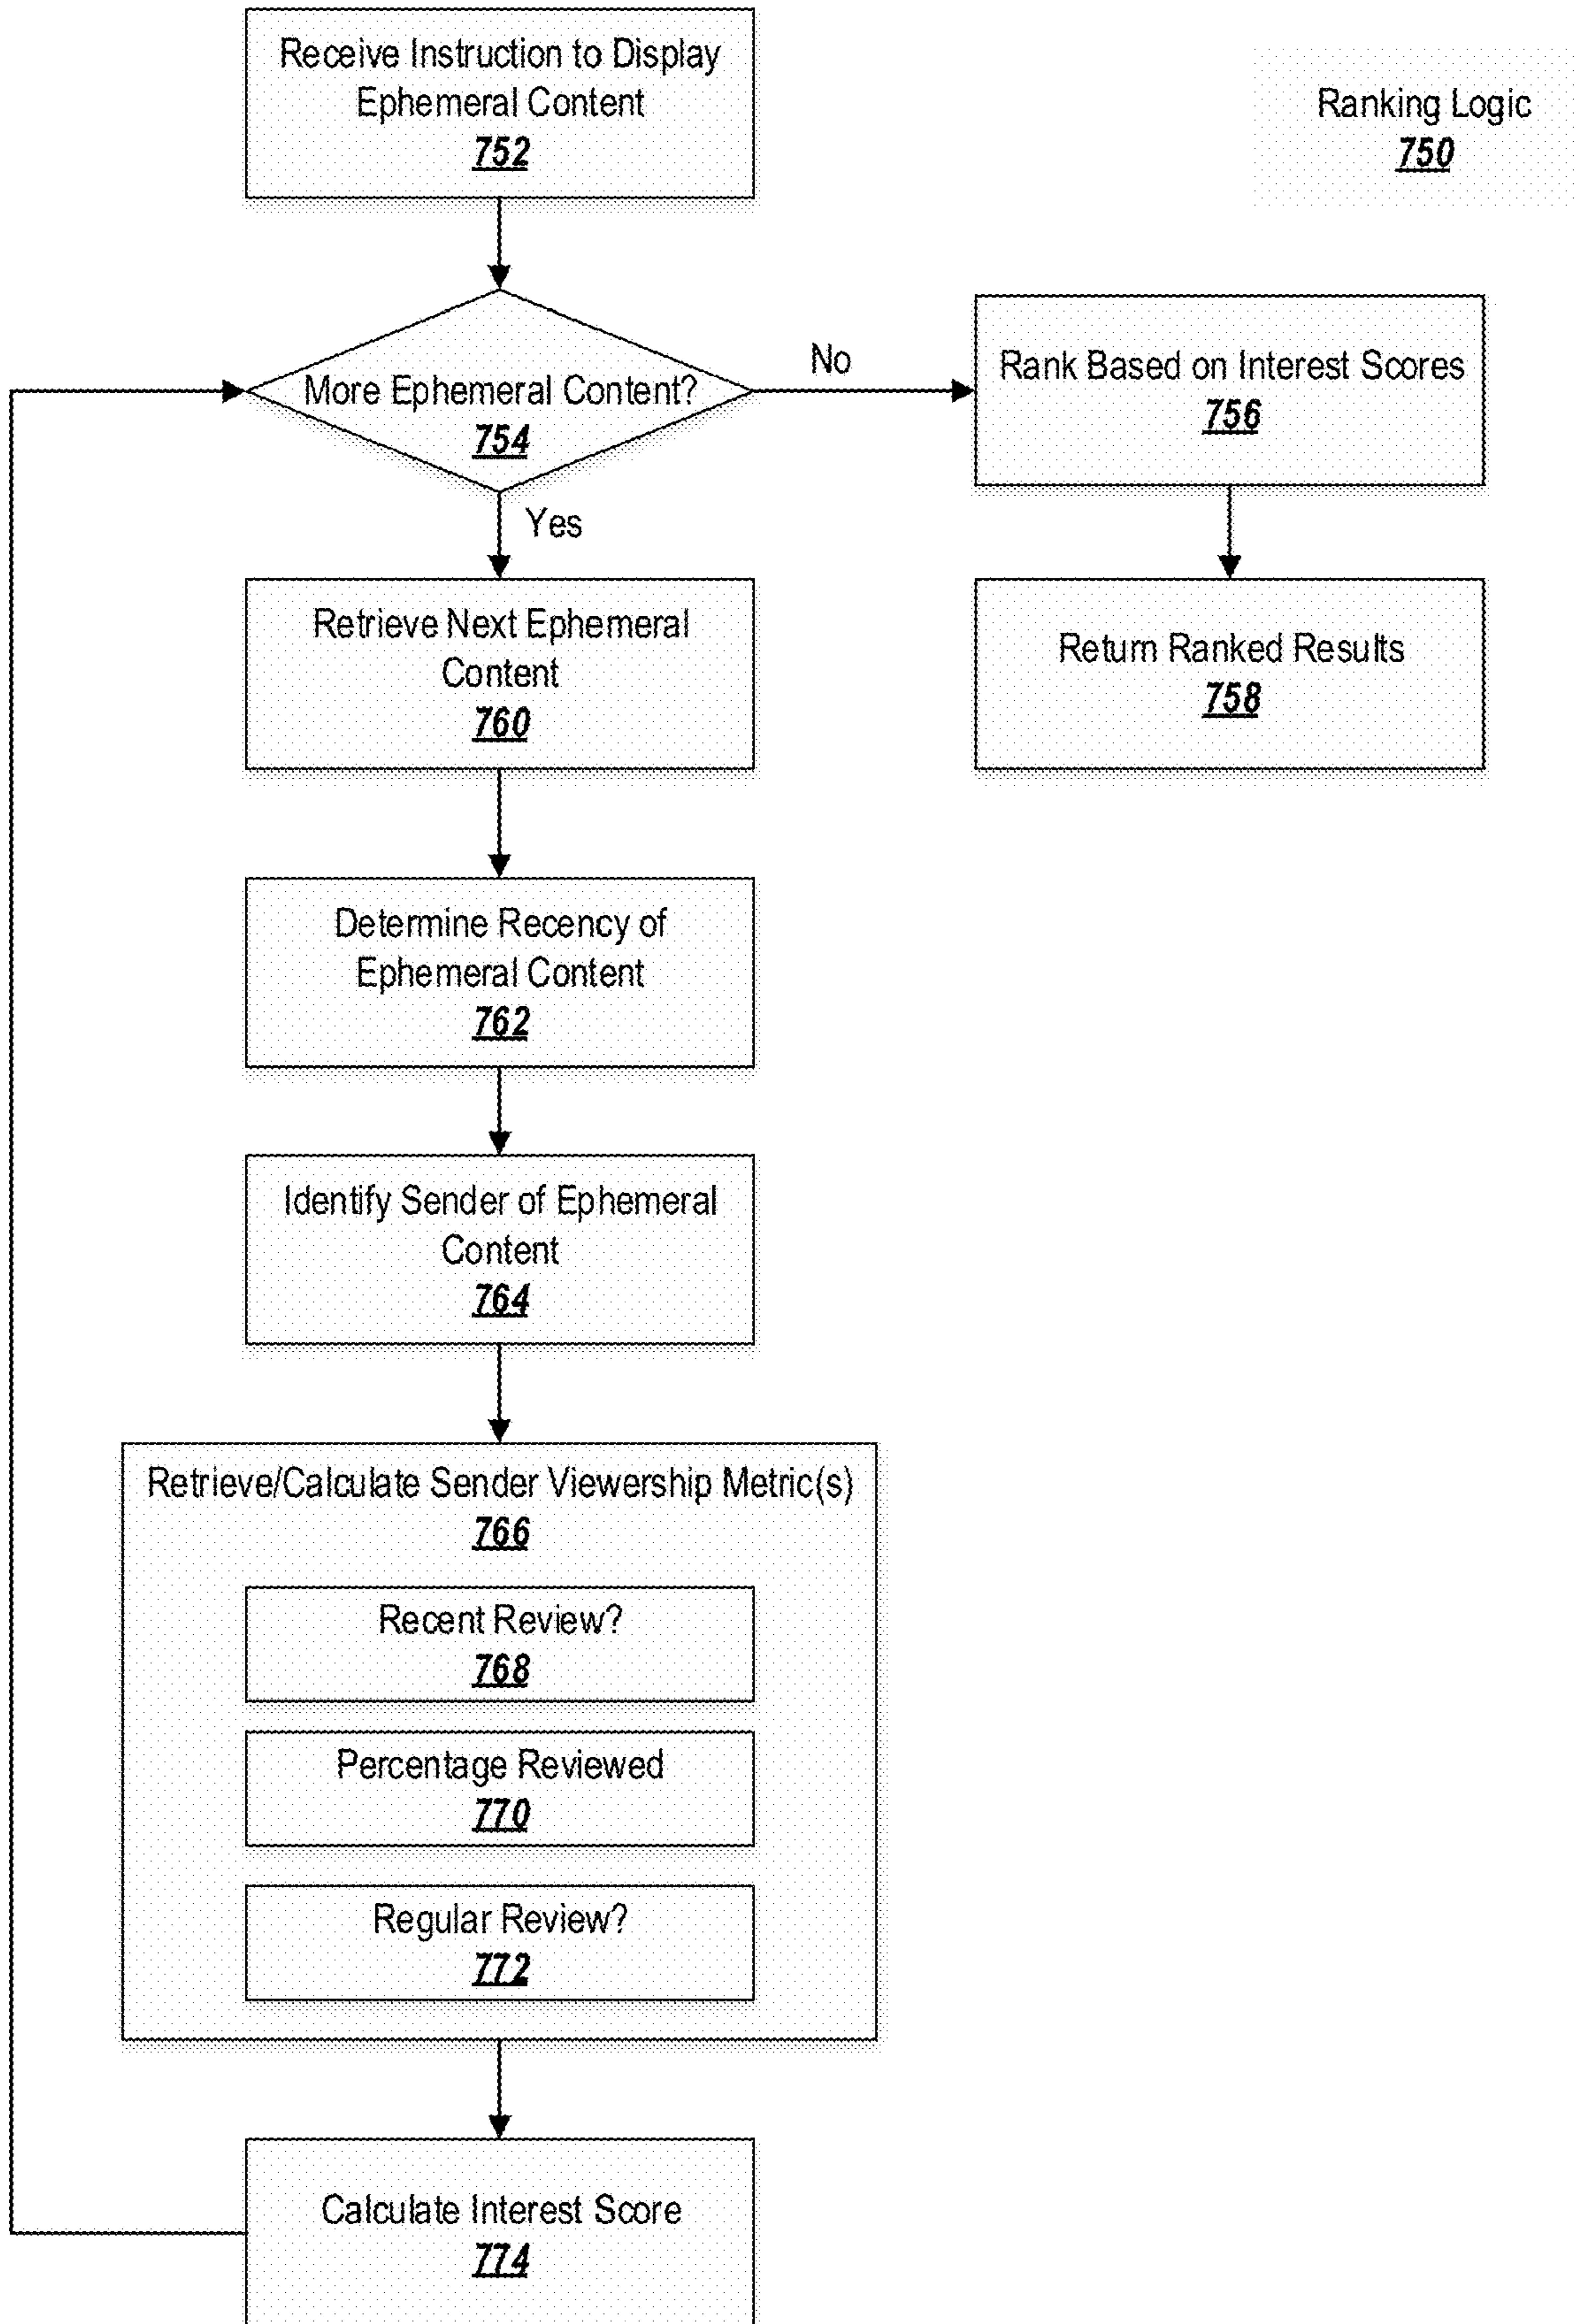 Receive Instruction to Display
Ephemeral Content
752
Ranking Logic
750
More Ephemeral Content?
754
No
Rank Based on Interest Scores
756
Yes
Retrieve Next Ephemeral
Content
760
Return Ranked Results
758
Determine Recency of
Ephemeral Content
762
Identify Sender of Ephemeral
Content
764
Retrieve/Calculate Sender Viewership Metric(s)
766
Recent Review?
768
Percentage Reviewed
770
Regular Review?
772
Calculate Interest Score
774